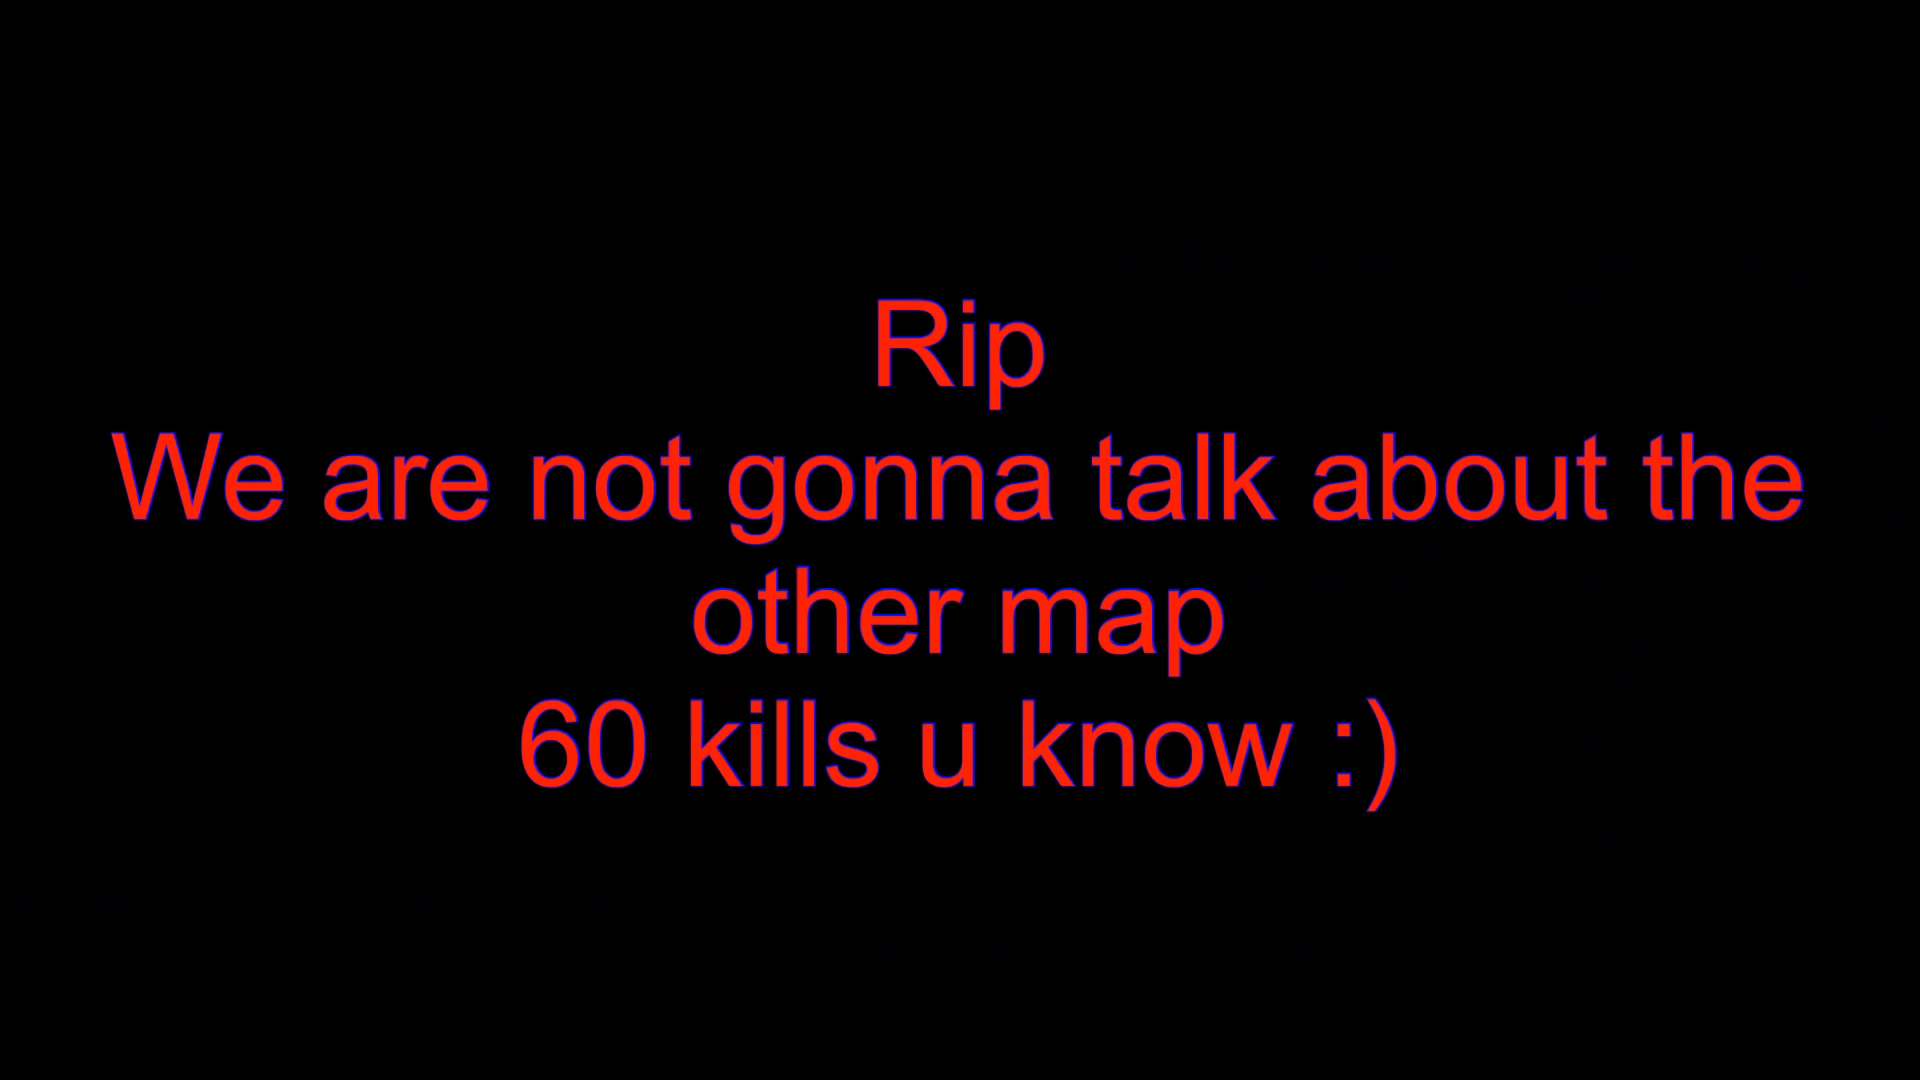 Rip
We are not gonna talk about the
other map
60 kills u know :)